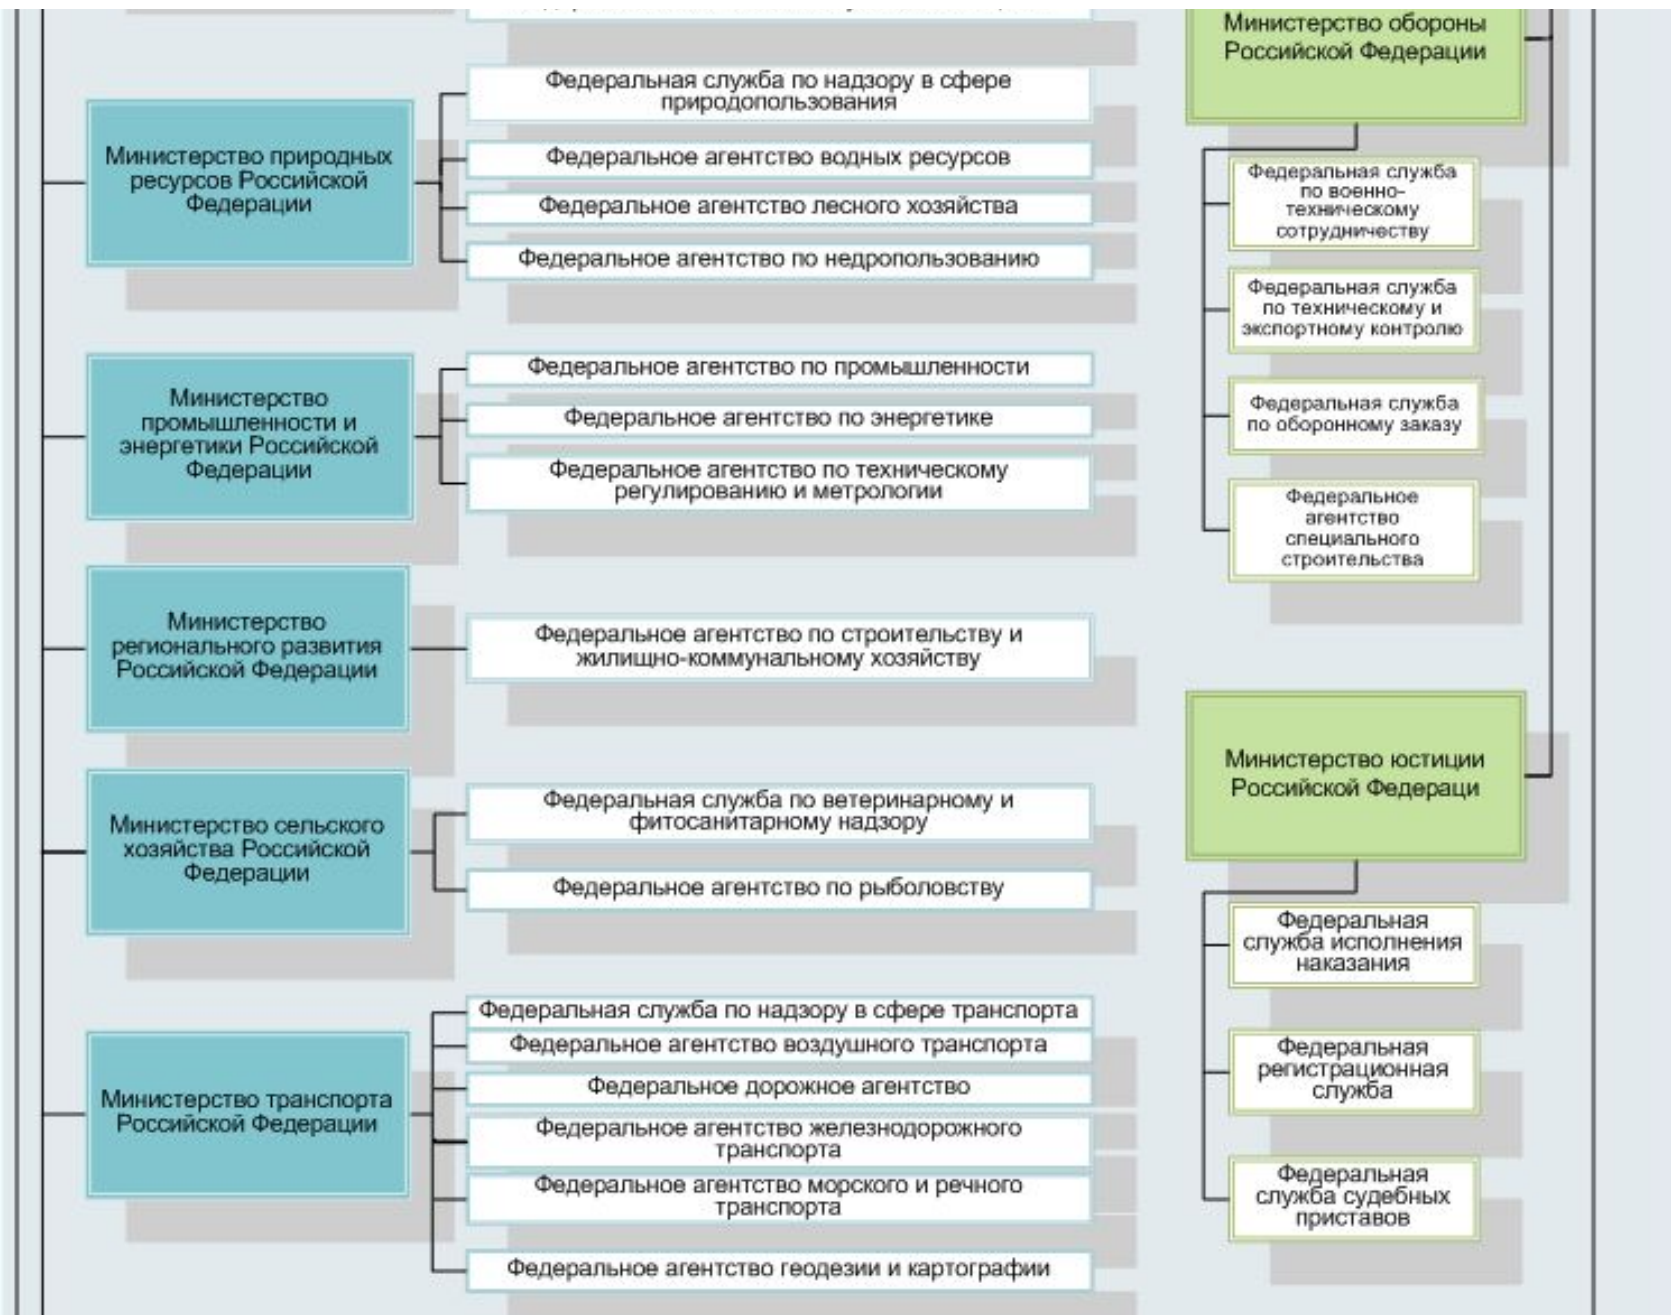 Министерство природных
ресурсов Российской
Федерации
Федеральная служба по надзору в сфере
природопользования
Федеральное агентство водных ресурсов
Федеральное агентство лесного хозяйства
Федеральное агентство по недропользованию
Министерство
промышленности и
энергетики Российской
Федерации
Федеральное агентство по промышленности
Федеральное агентство по энергетике
Федеральное агентство по техническому
регулированию и метрологии
Министерство
регионального развития
Российской Федерации
Федеральное агентство по строительству и
жилищно-коммунальному хозяйству
Министерство сельского
хозяйства Российской
Федерации
Федеральная служба по ветеринарному и
фитосанитарному надзору
Федеральное агентство по рыболовству
Министерство транспорта
Российской Федерации
Федеральная служба по надзору в сфере транспорта
Федеральное агентство воздушного транспорта
Федеральное дорожное агентство
Федеральное агентство железнодорожного
транспорта
Федеральное агентство морского и речного
транспорта
Федеральное агентство геодезии и картографии
Министерство обороны
Российской Федерации
Федеральная служба
по военно-
техническому
сотрудничеству
Федеральная служба
по техническому и
экспортному контролю
Федеральная служба
по оборонному заказу
Федеральное
агентство
специального
строительства
Министерство юстиции
Российской Федераци
Федеральная
служба исполнения
наказания
Федеральная
регистрационная
служба
Федеральная
служба судебных
приставов